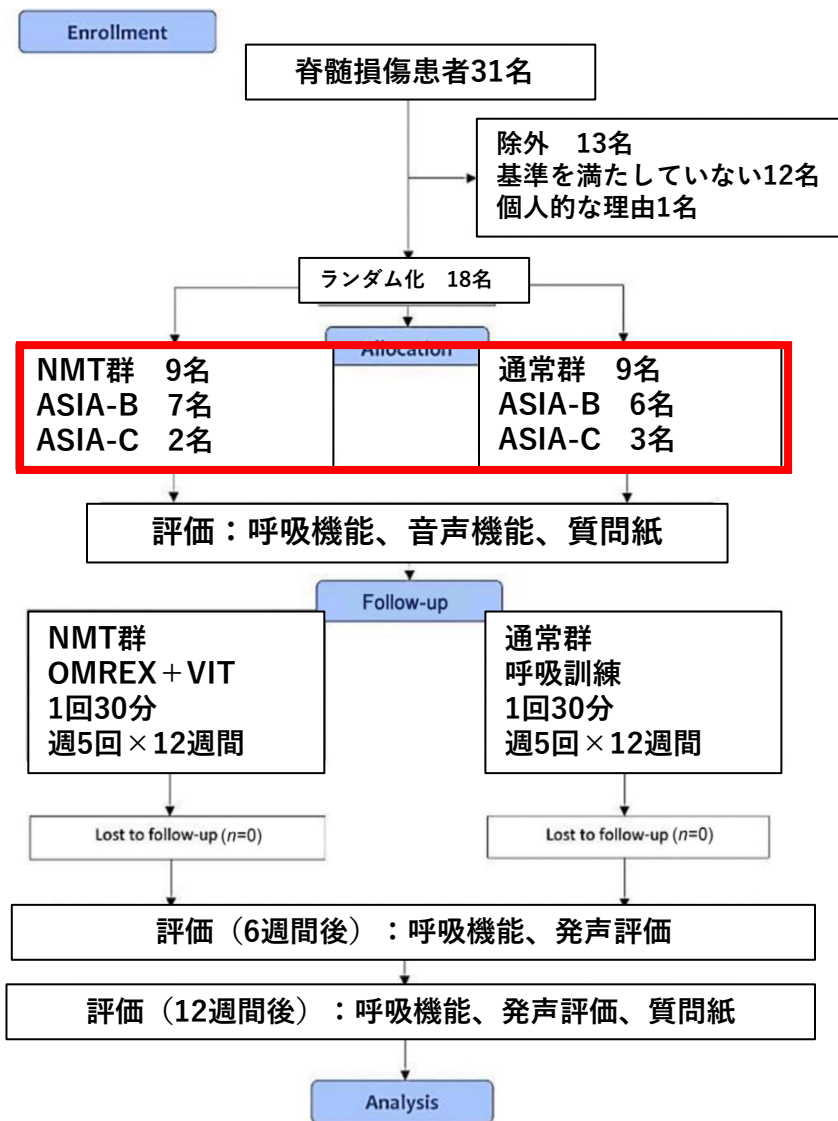 Enrollment
脊髄損傷患者31名
除外　13名
基準を満たしていない12名
個人的な理由1名
ランダム化　18名
Allocation
NMT群　9名
ASIA-B　7名
ASIA-C　2名
通常群　9名
ASIA-B　6名
ASIA-C　3名
評価：呼吸機能、音声機能、質問紙
Follow-up
NMT群
OMREX＋VIT
1回30分
週5回×12週間
通常群
呼吸訓練
1回30分
週5回×12週間
Lost to follow-up (n=0)
Lost to follow-up (n=0)
評価（6週間後）：呼吸機能、発声評価
評価（12週間後）：呼吸機能、発声評価、質問紙
Analysis